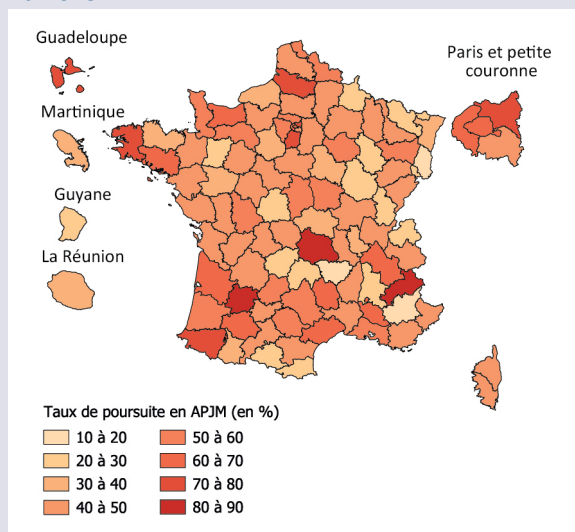 Guadeloupe
Paris et petite
couronne
Martinique
Guyane
La Réunion
Taux de poursuite en APJM (en %)
10 à 20
50 à 60
20 à 30
60 à 70
30 à 40
70 à 80
40 à 50
80 à 90